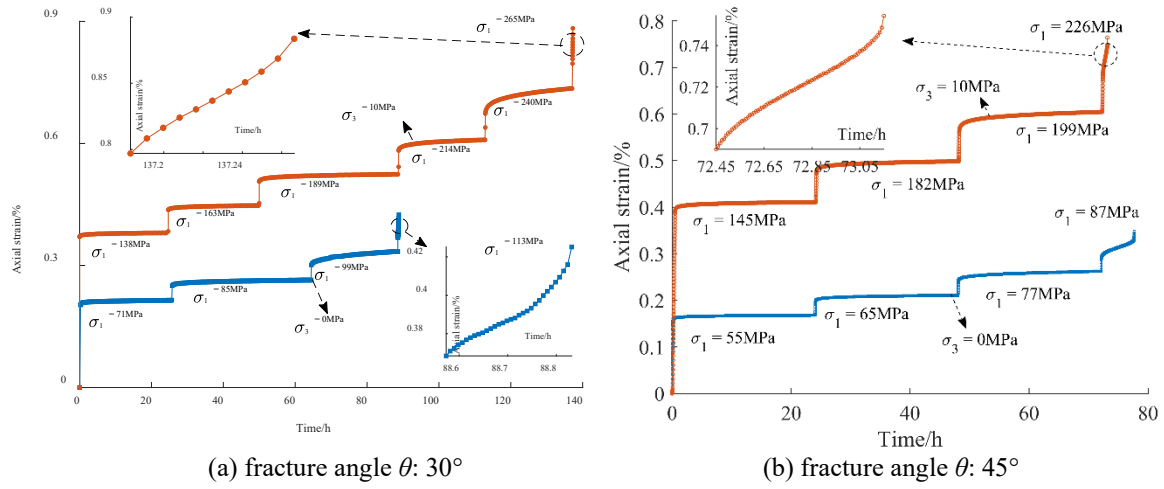 0.9
0.6
0.3
0
Axial strain/%
0 20 40 60 80 100 120 140
Time/h
σ₁ =138MPa
σ₁ =163MPa
σ₁ =189MPa
σ₃ =10MPa
σ₁ =214MPa
σ₁ =240MPa
σ₁ =265MPa
σ₁ =71MPa
σ₁ =85MPa
σ₁ =99MPa
σ₃ =0MPa
σ₁ =113MPa
0.9
0.85
0.8
Axial strain/%
Time/h
137.2 137.24
0.42
0.4
0.38
Axial strain/%
Time/h
88.6 88.7 88.8
(a) fracture angle θ: 30°
0.8
0.7
0.6
0.5
0.4
0.3
0.2
0.1
0
Axial strain/%
0 20 40 60 80
Time/h
σ₁ = 145MPa
σ₁ = 182MPa
σ₃ = 10MPa
σ₁ = 199MPa
σ₁ = 226MPa
σ₁ = 55MPa
σ₁ = 65MPa
σ₃ = 0MPa
σ₁ = 77MPa
σ₁ = 87MPa
0.74
0.72
0.7
Axial strain/%
Time/h
72.45 72.65 72.85 73.05
(b) fracture angle θ: 45°